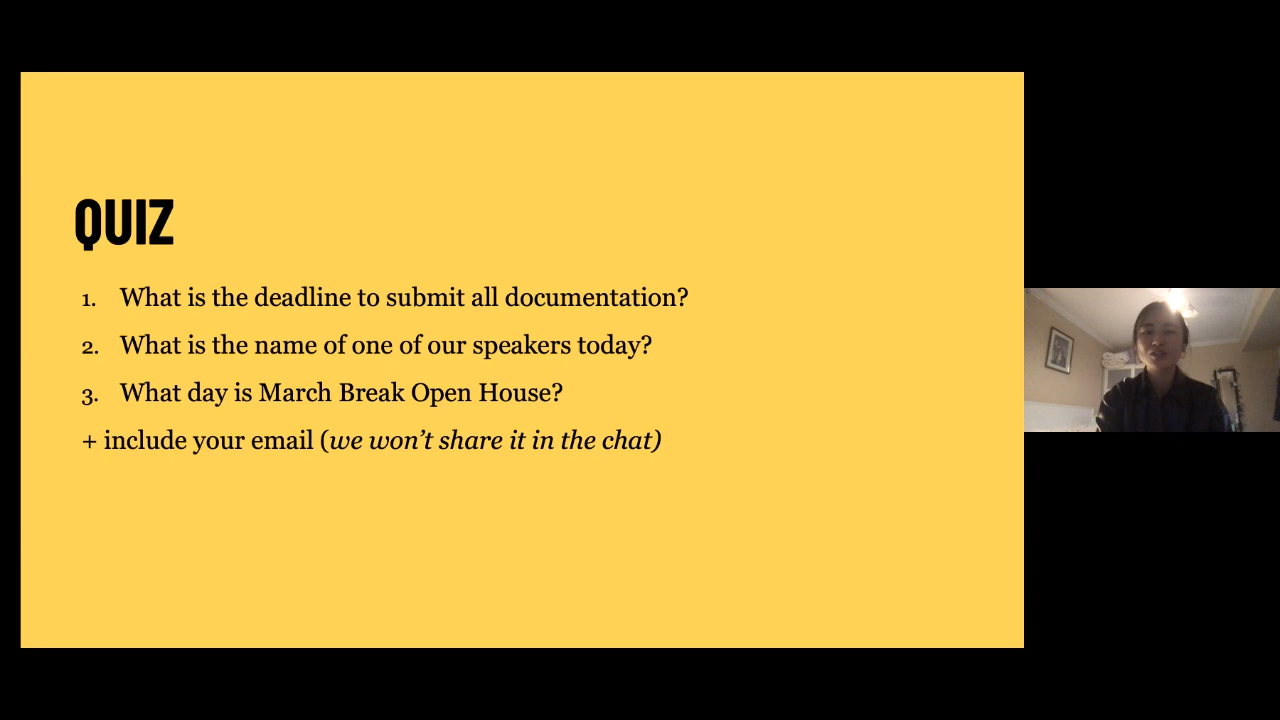 QUIZ
1. What is the deadline to submit all documentation?
2. What is the name of one of our speakers today?
3. What day is March Break Open House?
+ include your email (we won’t share it in the chat)